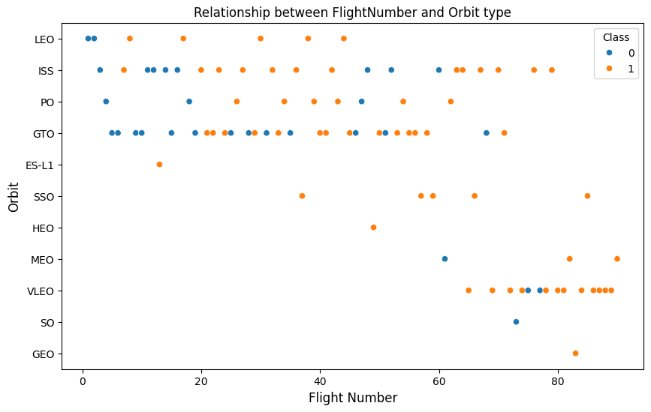 Relationship between FlightNumber and Orbit type
Class
0
1
LEO
ISS
PO
GTO
ES-L1
SSO
HEO
MEO
VLEO
SO
GEO
Orbit
0 20 40 60 80
Flight Number